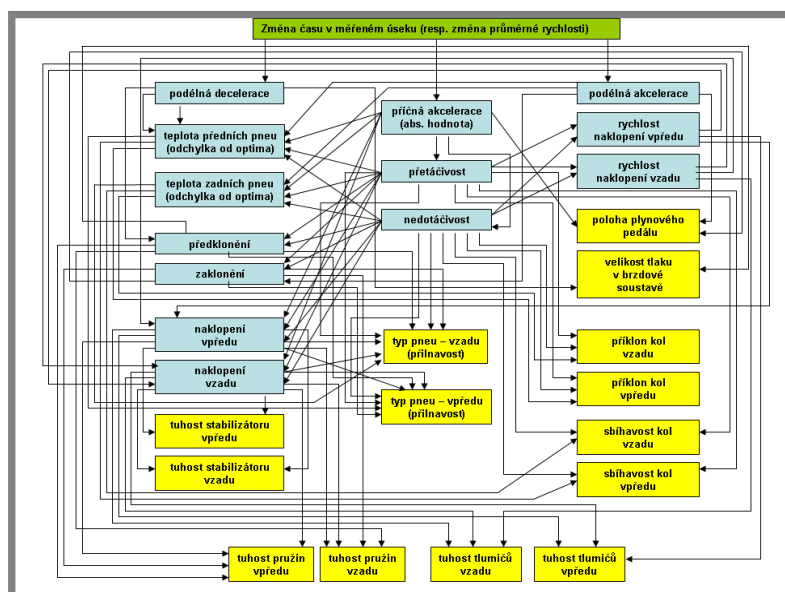 Změna času v měřeném úseku (resp. změna průměrné rychlosti)
podélná decelerace
příčná akcelerace
(abs. hodnota)
podélná akcelerace
teplota předních pneu
(odchylka od optima)
rychlost
naklopení vpředu
přetáčivost
rychlost
naklopení vzadu
teplota zadních pneu
(odchylka od optima)
nedotáčivost
poloha plynového
pedálu
předklonění
zaklonění
velikost tlaku
v brzdové
soustavě
naklopení
vpředu
typ pneu – vzadu
(přilnavost)
příklon kol
vzadu
naklopení
vzadu
příklon kol
vpředu
typ pneu – vpředu
(přilnavost)
tuhost stabilizátoru
vpředu
sbíhavost kol
vzadu
tuhost stabilizátoru
vzadu
sbíhavost kol
vpředu
tuhost pružin
vpředu
tuhost pružin
vzadu
tuhost tlumičů
vzadu
tuhost tlumičů
vpředu